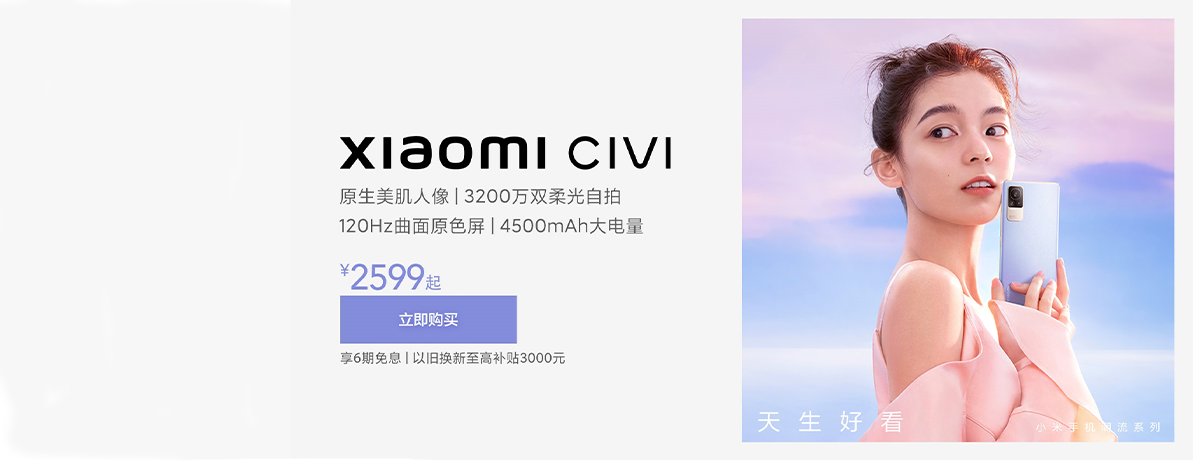 xiaomi CIVI
原生美肌人像 | 3200万双柔光自拍
120Hz曲面原色屏 | 4500mAh大电量
¥2599起
立即购买
享6期免息 | 以旧换新至高补贴3000元
天生好看
小米手机潮流系列